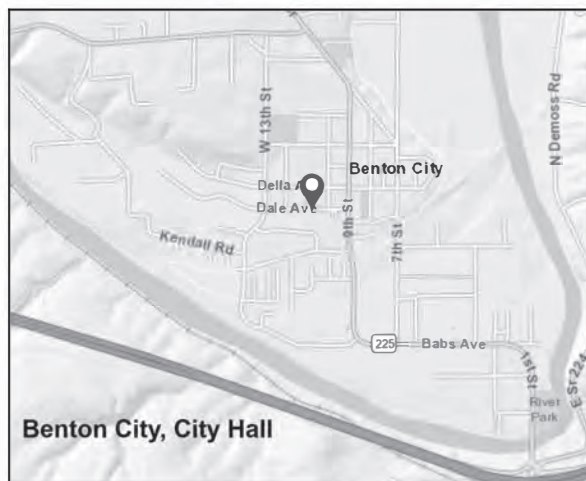 N Demoss Rd
W 13th St
Benton City
Della A
Dale Ave
9th St
7th St
Kendall Rd
225
Babs Ave
1st St
E SR 224
River
Park
Benton City, City Hall